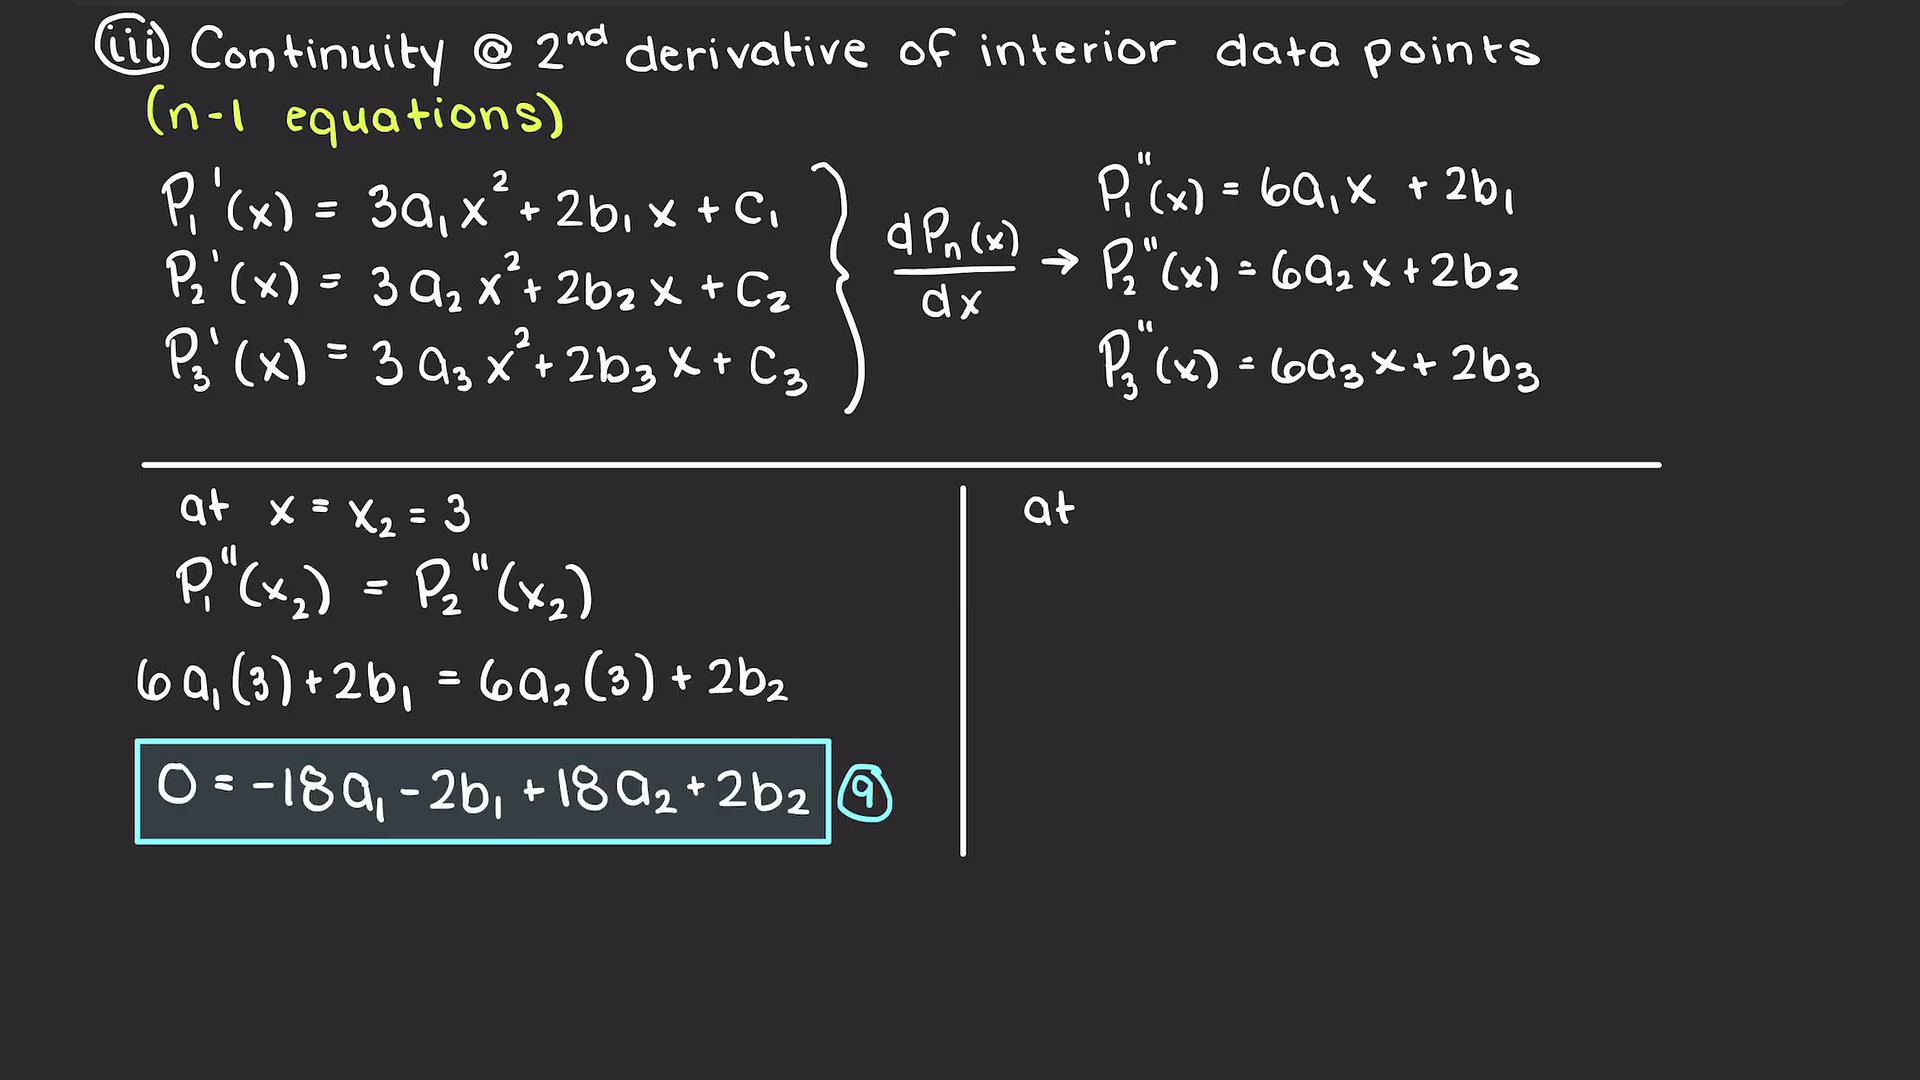 (iii) Continuity @ 2nd derivative of interior data points
(n-1 equations)
P₁'(x) = 3a₁x² + 2b₁x + C₁
P₂'(x) = 3a₂x² + 2b₂x + C₂
P₃'(x) = 3a₃x² + 2b₃x + C₃
dPₙ(x)/dx →
P₁"(x) = 6a₁x + 2b₁
P₂"(x) = 6a₂x + 2b₂
P₃"(x) = 6a₃x + 2b₃
at x = x₂ = 3
P₁"(x₂) = P₂"(x₂)
6a₁(3) + 2b₁ = 6a₂(3) + 2b₂
0 = -18a₁ - 2b₁ + 18a₂ + 2b₂ (9)
at